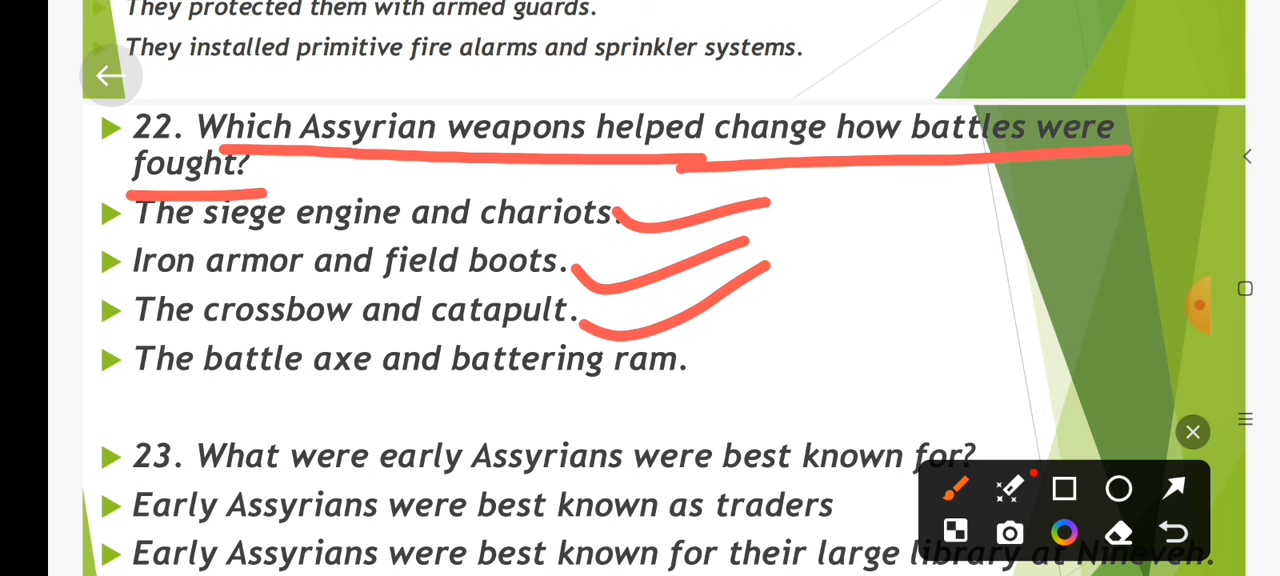 They protected them with armed guards.
They installed primitive fire alarms and sprinkler systems.
22. Which Assyrian weapons helped change how battles were
fought?
The siege engine and chariots.
Iron armor and field boots.
The crossbow and catapult.
The battle axe and battering ram.
23. What were early Assyrians were best known for?
Early Assyrians were best known as traders
Early Assyrians were best known for their large library at Nineveh.